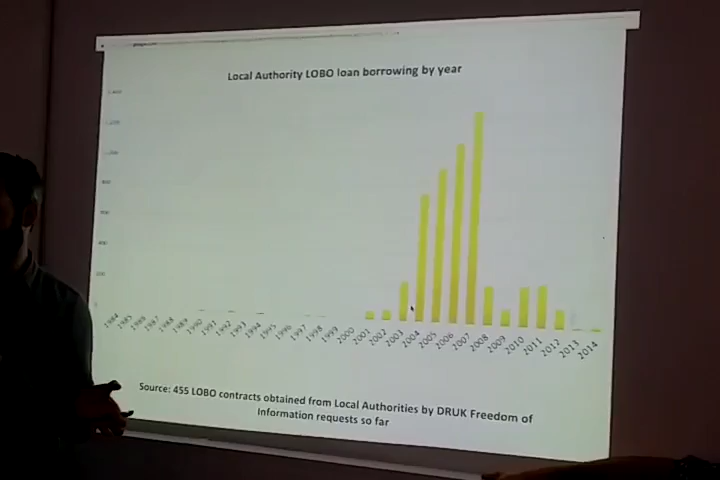 Local Authority LOBO loan borrowing by year
1984 1985 1986 1987 1988 1989 1990 1991 1992 1993 1994 1995 1996 1997 1998 1999 2000 2001 2002 2003 2004 2005 2006 2007 2008 2009 2010 2011 2012 2013 2014
Source: 455 LOBO contracts obtained from Local Authorities by DRUK Freedom of
Information requests so far